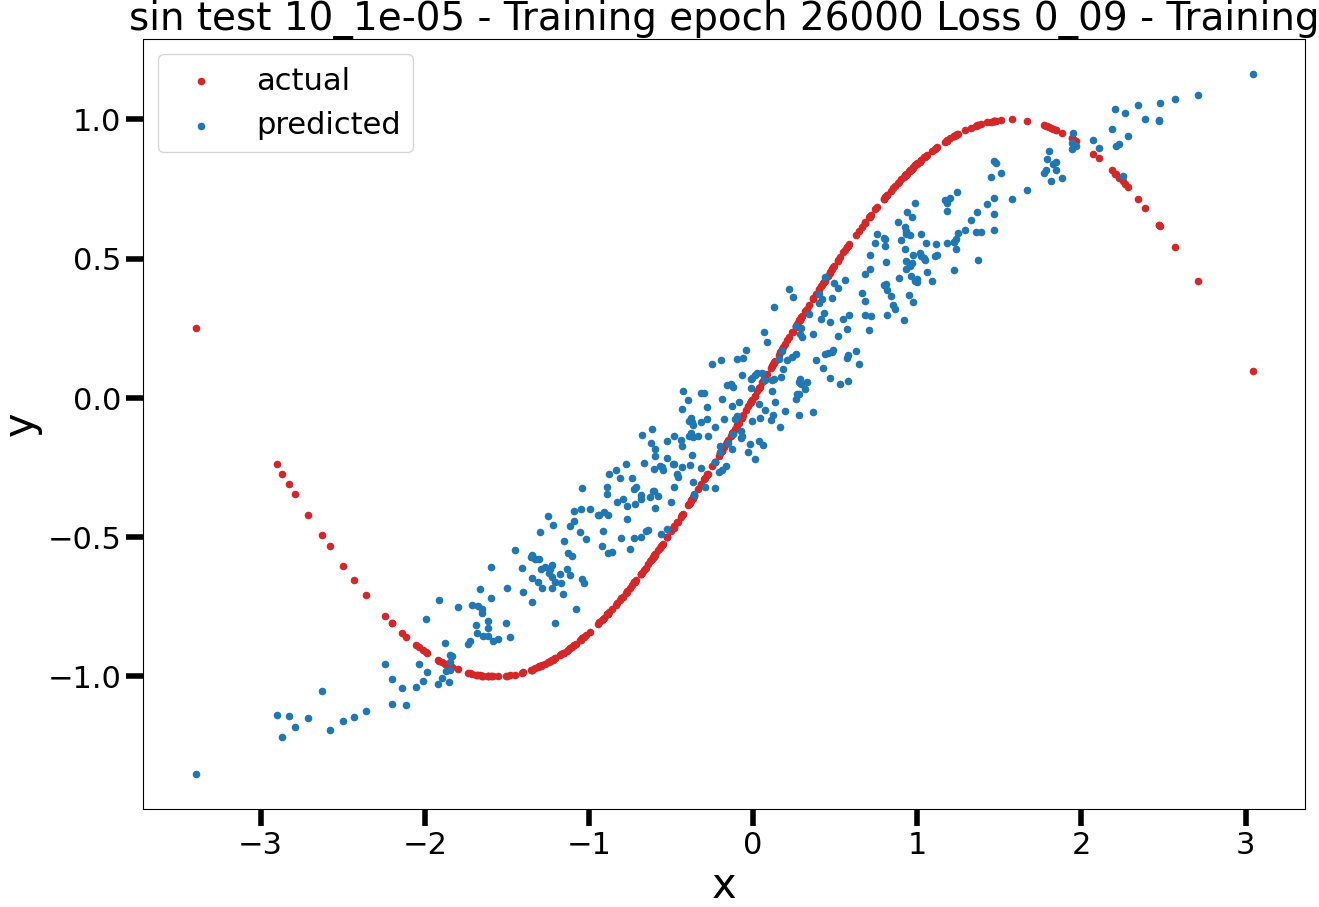 sin test 10_1e-05 - Training epoch 26000 Loss 0_09 - Training
actual
predicted
y
1.0
0.5
0.0
−0.5
−1.0
−3 −2 −1 0 1 2 3
x